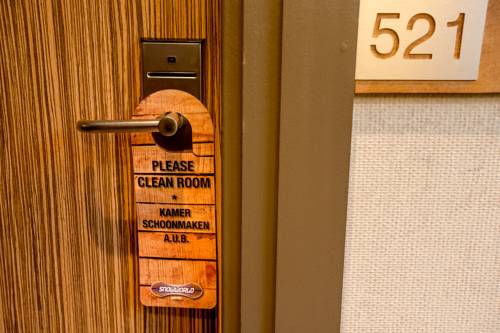 521
PLEASE
CLEAN ROOM
*
KAMER
SCHOONMAKEN
A.U.B.
SNOWWORLD